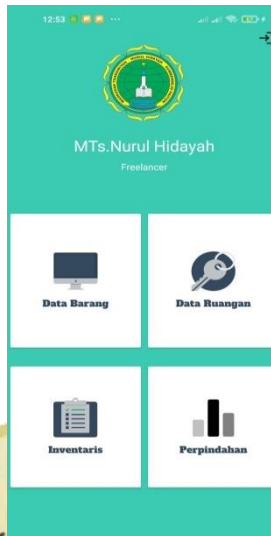 12:53
MTs.Nurul Hidayah
Freelancer
Data Barang
Data Ruangan
Inventaris
Perpindahan